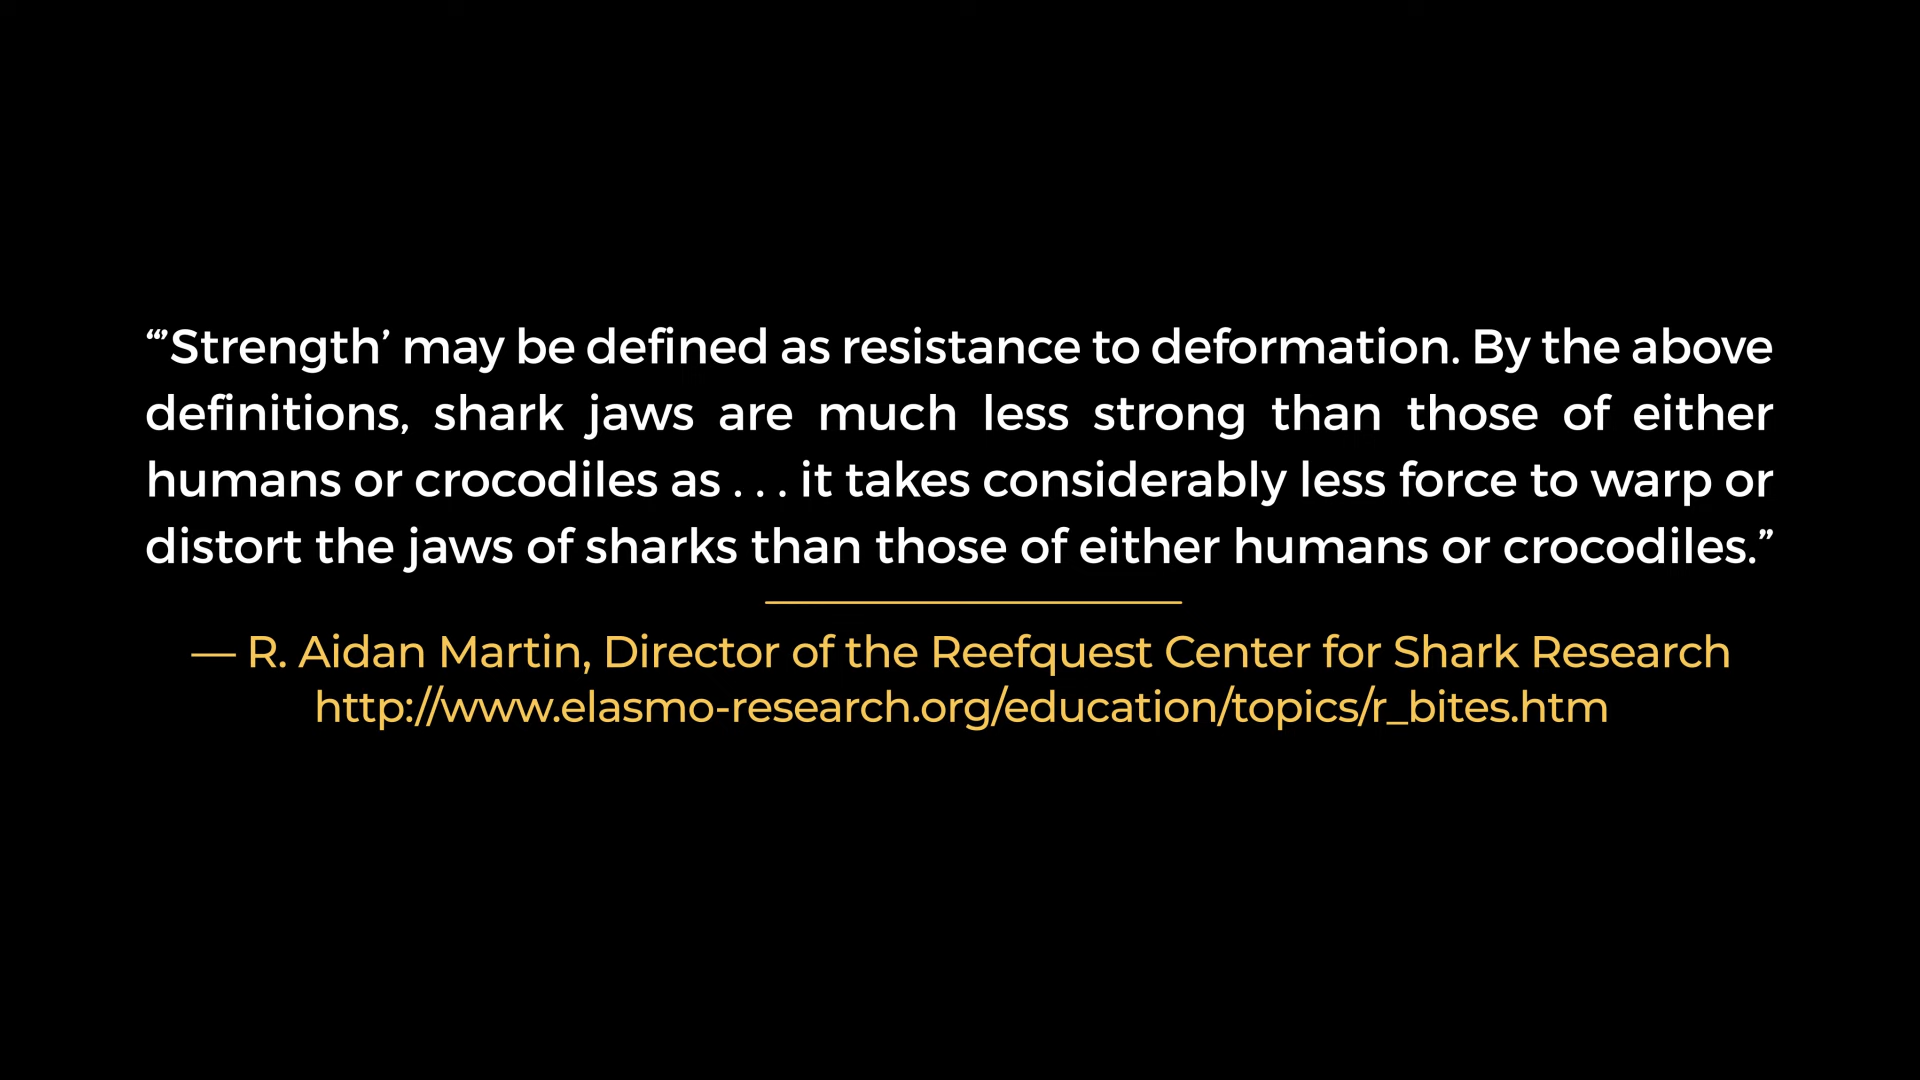 “’Strength’ may be defined as resistance to deformation. By the above
definitions, shark jaws are much less strong than those of either
humans or crocodiles as . . . it takes considerably less force to warp or
distort the jaws of sharks than those of either humans or crocodiles.”
— R. Aidan Martin, Director of the Reefquest Center for Shark Research
http://www.elasmo-research.org/education/topics/r_bites.htm